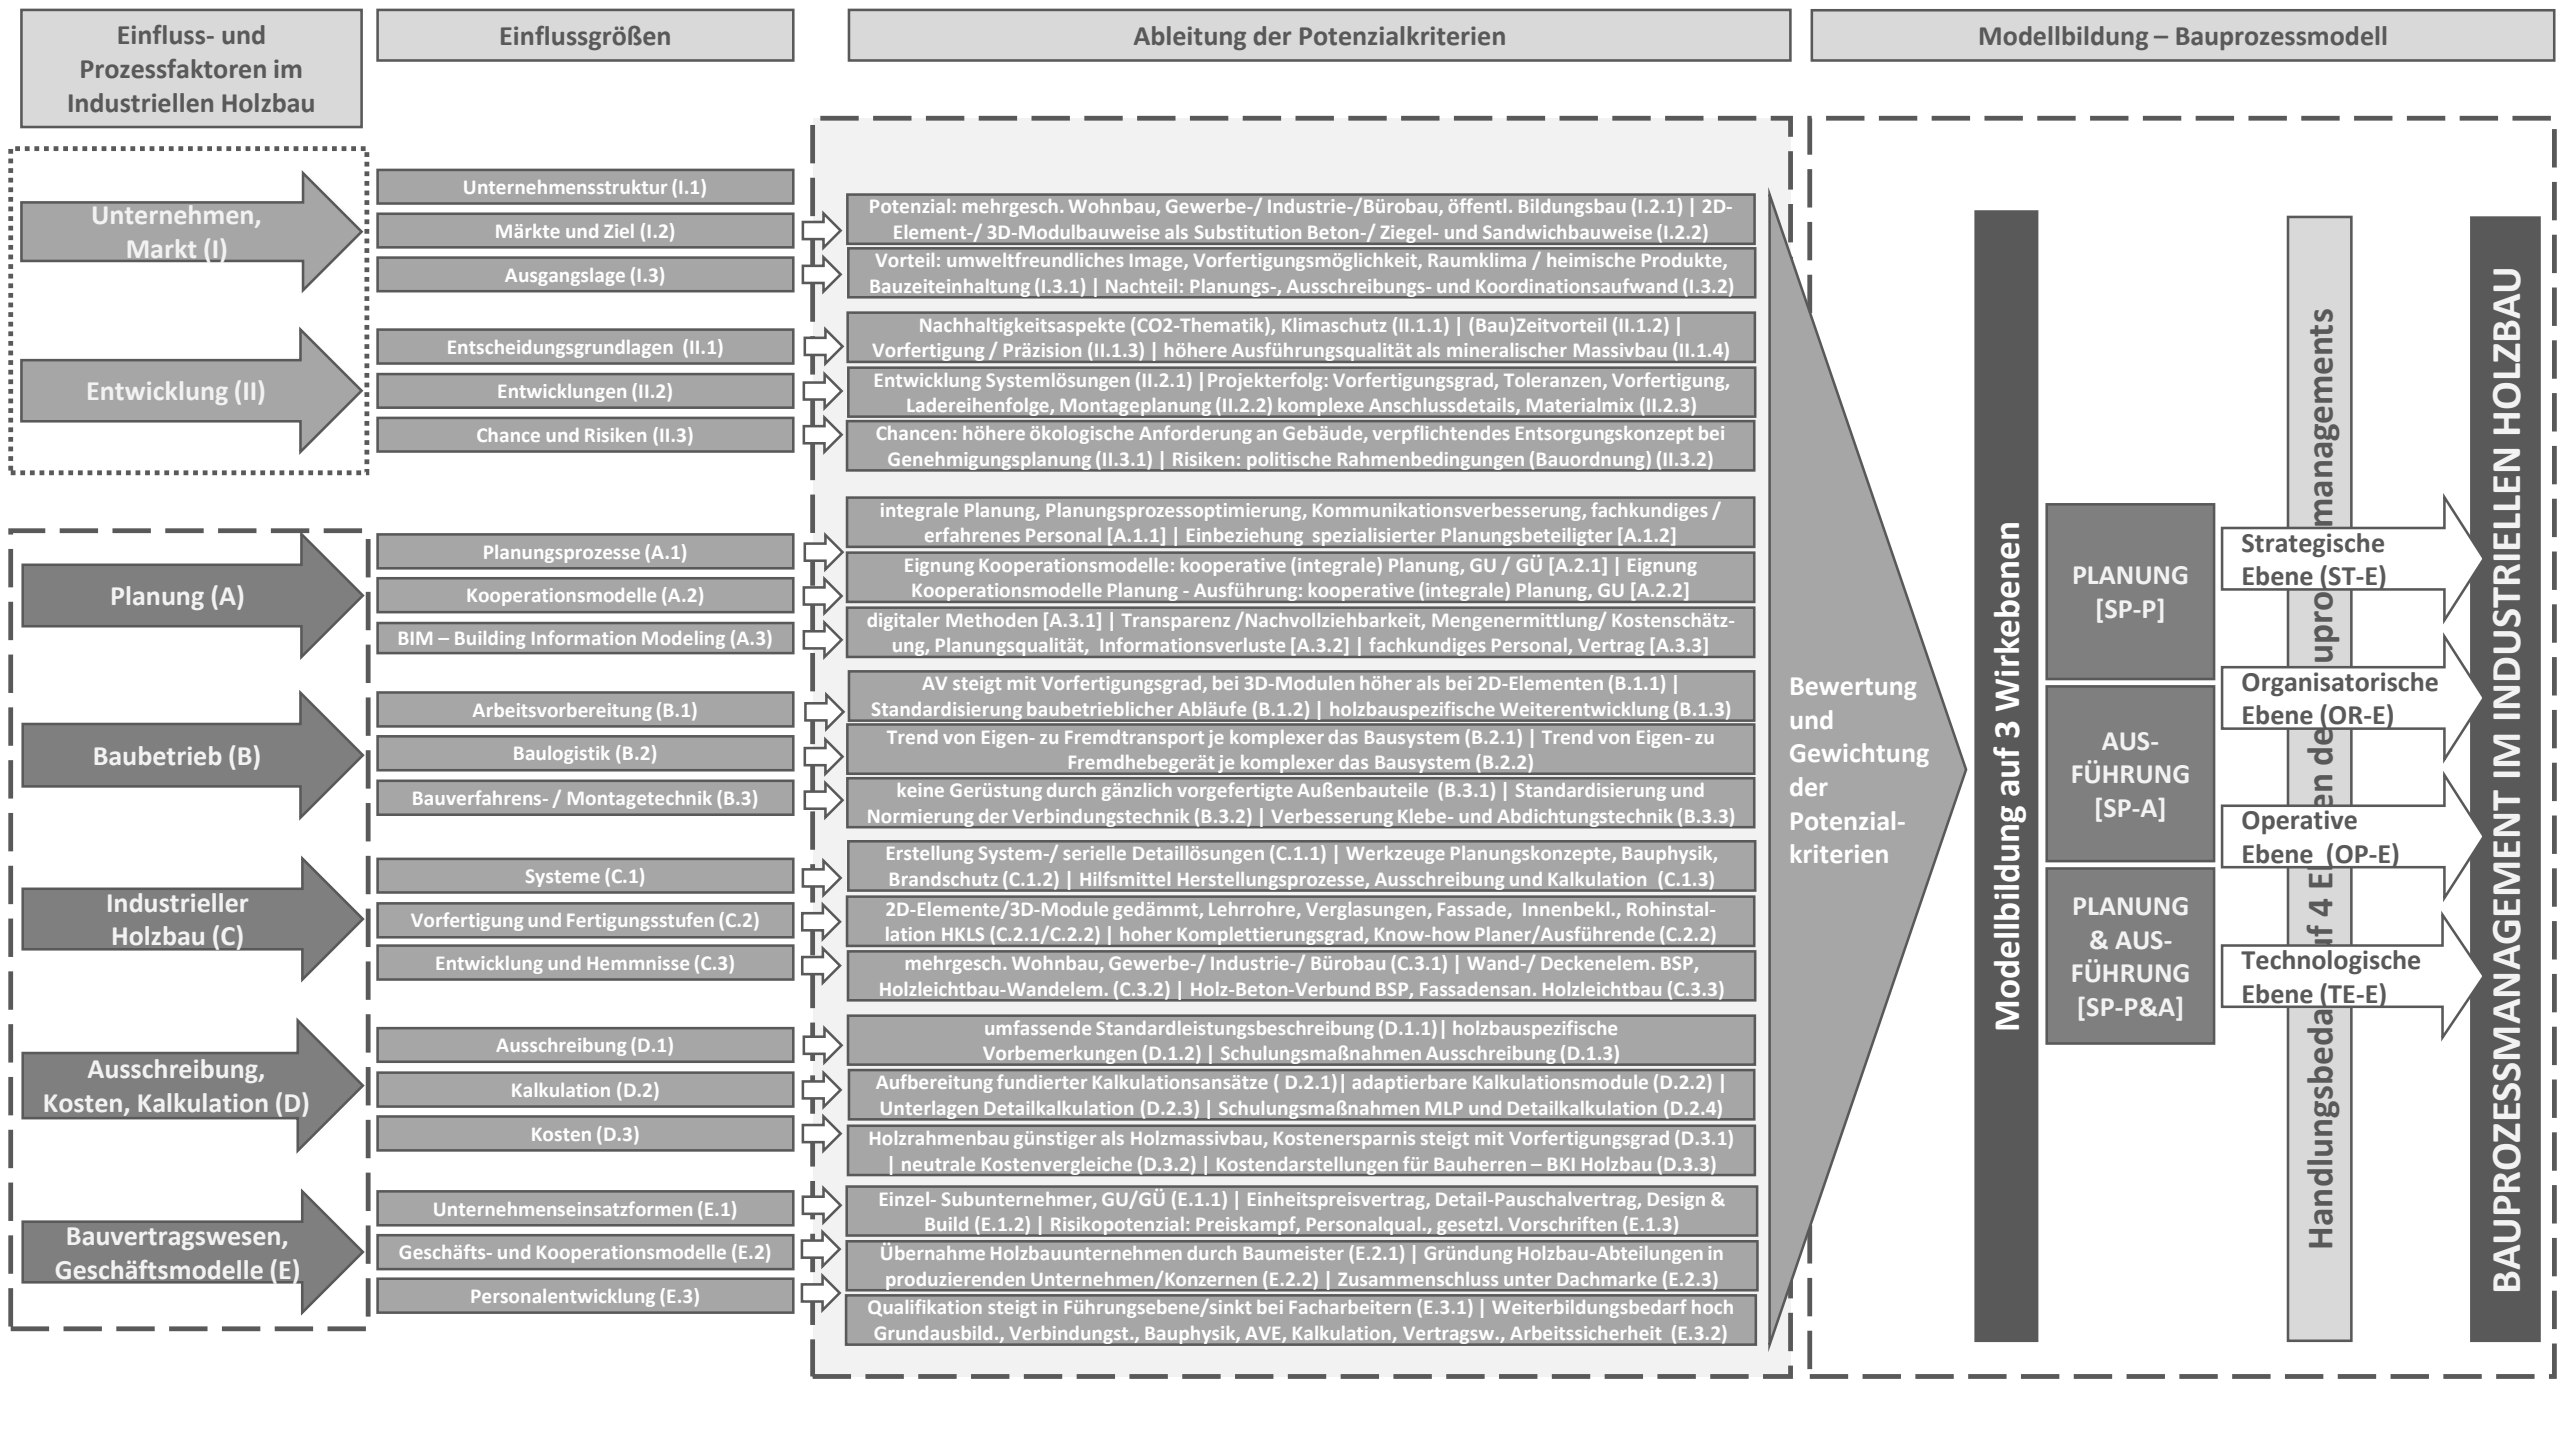 Einfluss- und
Prozessfaktoren im
Industriellen Holzbau
Einflussgrößen
Ableitung der Potenzialkriterien
Modellbildung – Bauprozessmodell
Unternehmen,
Markt (I)
Unternehmensstruktur (I.1)
Märkte und Ziel (I.2)
Ausgangslage (I.3)
Potenzial: mehrgesch. Wohnbau, Gewerbe-/ Industrie-/Bürobau, öffentl. Bildungsbau (I.2.1) | 2D-
Element-/ 3D-Modulbauweise als Substitution Beton-/ Ziegel- und Sandwichbauweise (I.2.2)
Vorteil: umweltfreundliches Image, Vorfertigungsmöglichkeit, Raumklima / heimische Produkte,
Bauzeiteinhaltung (I.3.1) | Nachteil: Planungs-, Ausschreibungs- und Koordinationsaufwand (I.3.2)
Entwicklung (II)
Entscheidungsgrundlagen (II.1)
Entwicklungen (II.2)
Chance und Risiken (II.3)
Nachhaltigkeitsaspekte (CO2-Thematik), Klimaschutz (II.1.1) | (Bau)Zeitvorteil (II.1.2) |
Vorfertigung / Präzision (II.1.3) | höhere Ausführungsqualität als mineralischer Massivbau (II.1.4)
Entwicklung Systemlösungen (II.2.1) |Projekterfolg: Vorfertigungsgrad, Toleranzen, Vorfertigung,
Ladereihenfolge, Montageplanung (II.2.2) komplexe Anschlussdetails, Materialmix (II.2.3)
Chancen: höhere ökologische Anforderung an Gebäude, verpflichtendes Entsorgungskonzept bei
Genehmigungsplanung (II.3.1) | Risiken: politische Rahmenbedingungen (Bauordnung) (II.3.2)
Planung (A)
Planungsprozesse (A.1)
Kooperationsmodelle (A.2)
BIM – Building Information Modeling (A.3)
integrale Planung, Planungsprozessoptimierung, Kommunikationsverbesserung, fachkundiges /
erfahrenes Personal [A.1.1] | Einbeziehung spezialisierter Planungsbeteiligter [A.1.2]
Eignung Kooperationsmodelle: kooperative (integrale) Planung, GU / GÜ [A.2.1] | Eignung
Kooperationsmodelle Planung - Ausführung: kooperative (integrale) Planung, GU [A.2.2]
digitaler Methoden [A.3.1] | Transparenz /Nachvollziehbarkeit, Mengenermittlung/ Kostenschätz-
ung, Planungsqualität, Informationsverluste [A.3.2] | fachkundiges Personal, Vertrag [A.3.3]
Baubetrieb (B)
Arbeitsvorbereitung (B.1)
Baulogistik (B.2)
Bauverfahrens- / Montagetechnik (B.3)
AV steigt mit Vorfertigungsgrad, bei 3D-Modulen höher als bei 2D-Elementen (B.1.1) |
Standardisierung baubetrieblicher Abläufe (B.1.2) | holzbauspezifische Weiterentwicklung (B.1.3)
Trend von Eigen- zu Fremdtransport je komplexer das Bausystem (B.2.1) | Trend von Eigen- zu
Fremdhebegerät je komplexer das Bausystem (B.2.2)
keine Gerüstung durch gänzlich vorgefertigte Außenbauteile (B.3.1) | Standardisierung und
Normierung der Verbindungstechnik (B.3.2) | Verbesserung Klebe- und Abdichtungstechnik (B.3.3)
Industrieller
Holzbau (C)
Systeme (C.1)
Vorfertigung und Fertigungsstufen (C.2)
Entwicklung und Hemmnisse (C.3)
Erstellung System-/ serielle Detaillösungen (C.1.1) | Werkzeuge Planungskonzepte, Bauphysik,
Brandschutz (C.1.2) | Hilfsmittel Herstellungsprozesse, Ausschreibung und Kalkulation (C.1.3)
2D-Elemente/3D-Module gedämmt, Lehrrohre, Verglasungen, Fassade, Innenbekl., Rohinstal-
lation HKLS (C.2.1/C.2.2) | hoher Komplettierungsgrad, Know-how Planer/Ausführende (C.2.2)
mehrgesch. Wohnbau, Gewerbe-/ Industrie-/ Bürobau (C.3.1) | Wand-/ Deckenelem. BSP,
Holzleichtbau-Wandelem. (C.3.2) | Holz-Beton-Verbund BSP, Fassadensan. Holzleichtbau (C.3.3)
Ausschreibung,
Kosten, Kalkulation (D)
Ausschreibung (D.1)
Kalkulation (D.2)
Kosten (D.3)
umfassende Standardleistungsbeschreibung (D.1.1)| holzbauspezifische
Vorbemerkungen (D.1.2) | Schulungsmaßnahmen Ausschreibung (D.1.3)
Aufbereitung fundierter Kalkulationsansätze ( D.2.1)| adaptierbare Kalkulationsmodule (D.2.2) |
Unterlagen Detailkalkulation (D.2.3) | Schulungsmaßnahmen MLP und Detailkalkulation (D.2.4)
Holzrahmenbau günstiger als Holzmassivbau, Kostenersparnis steigt mit Vorfertigungsgrad (D.3.1)
| neutrale Kostenvergleiche (D.3.2) | Kostendarstellungen für Bauherren – BKI Holzbau (D.3.3)
Bauvertragswesen,
Geschäftsmodelle (E)
Unternehmenseinsatzformen (E.1)
Geschäfts- und Kooperationsmodelle (E.2)
Personalentwicklung (E.3)
Einzel- Subunternehmer, GU/GÜ (E.1.1) | Einheitspreisvertrag, Detail-Pauschalvertrag, Design &
Build (E.1.2) | Risikopotenzial: Preiskampf, Personalqual., gesetzl. Vorschriften (E.1.3)
Übernahme Holzbauunternehmen durch Baumeister (E.2.1) | Gründung Holzbau-Abteilungen in
produzierenden Unternehmen/Konzernen (E.2.2) | Zusammenschluss unter Dachmarke (E.2.3)
Qualifikation steigt in Führungsebene/sinkt bei Facharbeitern (E.3.1) | Weiterbildungsbedarf hoch
Grundausbild., Verbindungst., Bauphysik, AVE, Kalkulation, Vertragsw., Arbeitssicherheit (E.3.2)
Bewertung
und
Gewichtung
der
Potenzial-
kriterien
Modellbildung auf 3 Wirkebenen
PLANUNG
[SP-P]
AUS-
FÜHRUNG
[SP-A]
PLANUNG
& AUS-
FÜHRUNG
[SP-P&A]
Handlungsbeda uf 4 E en de uproz management​s
Strategische
Ebene (ST-E)
Organisatorische
Ebene (OR-E)
Operative
Ebene (OP-E)
Technologische
Ebene (TE-E)
BAUPROZESSMANAGEMENT IM INDUSTRIELLEN HOLZBAU